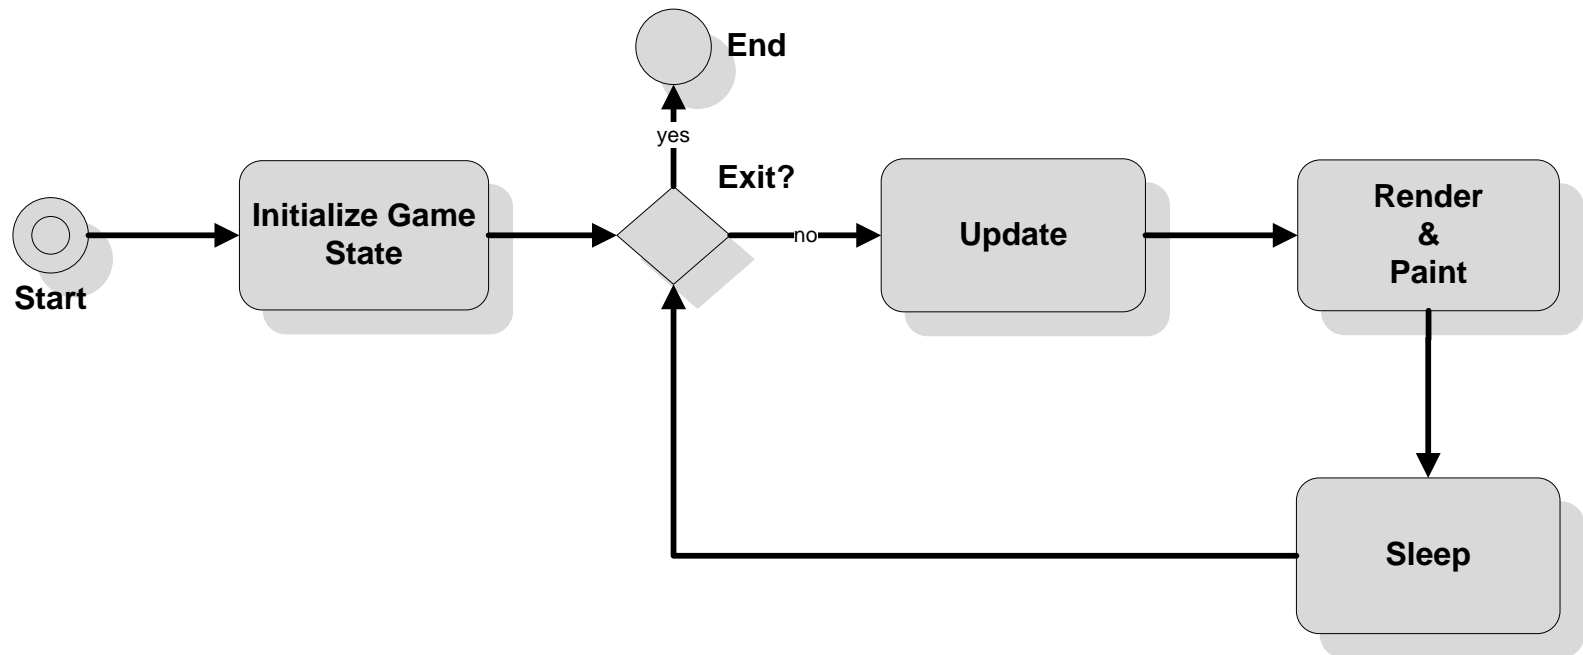 End
yes
Exit?
Initialize Game
State
no
Update
Render
&
Paint
Start
Sleep